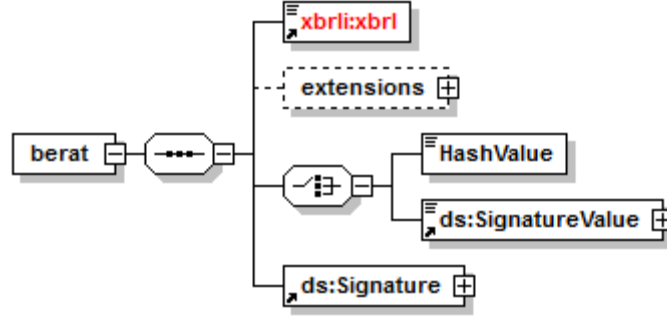 xbrli:xbrl
extensions
berat
HashValue
ds:SignatureValue
ds:Signature